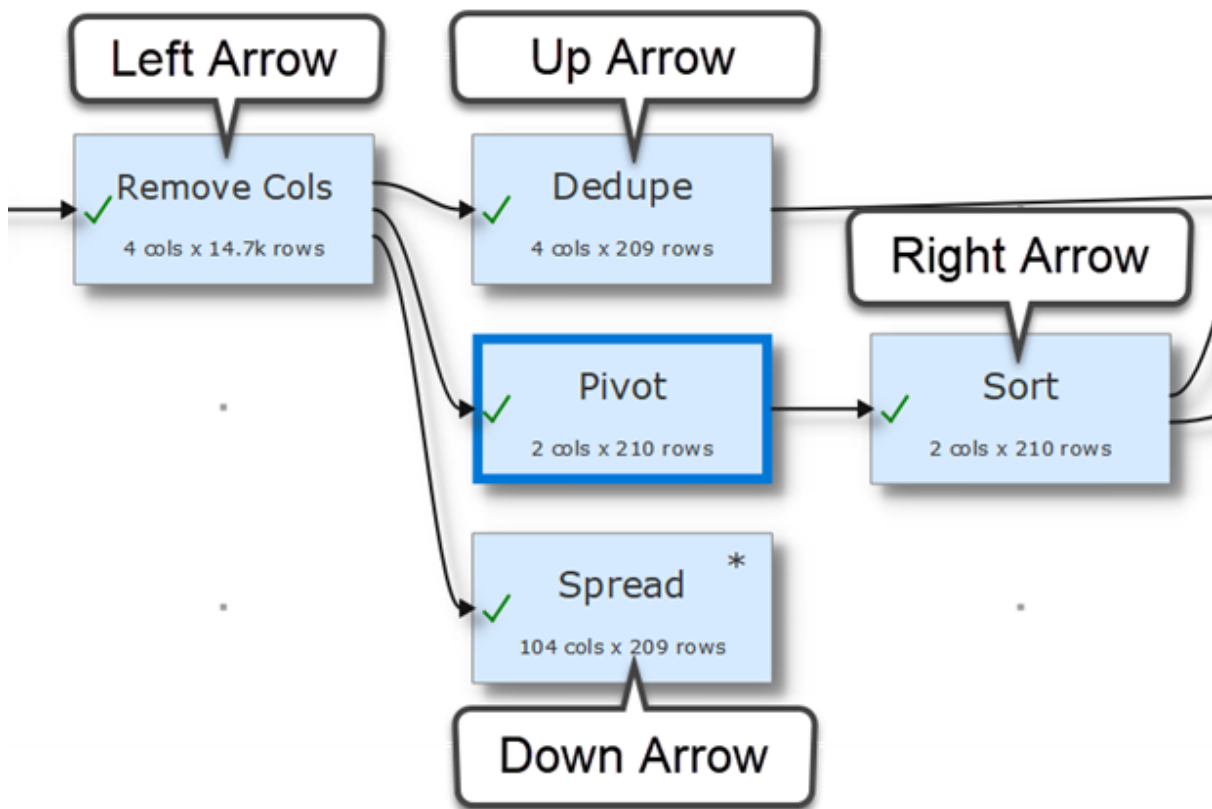 Left Arrow
Up Arrow
Remove Cols
4 cols x 14.7k rows
Dedupe
4 cols x 209 rows
Right Arrow
Pivot
2 cols x 210 rows
Sort
2 cols x 210 rows
Spread
*
104 cols x 209 rows
Down Arrow